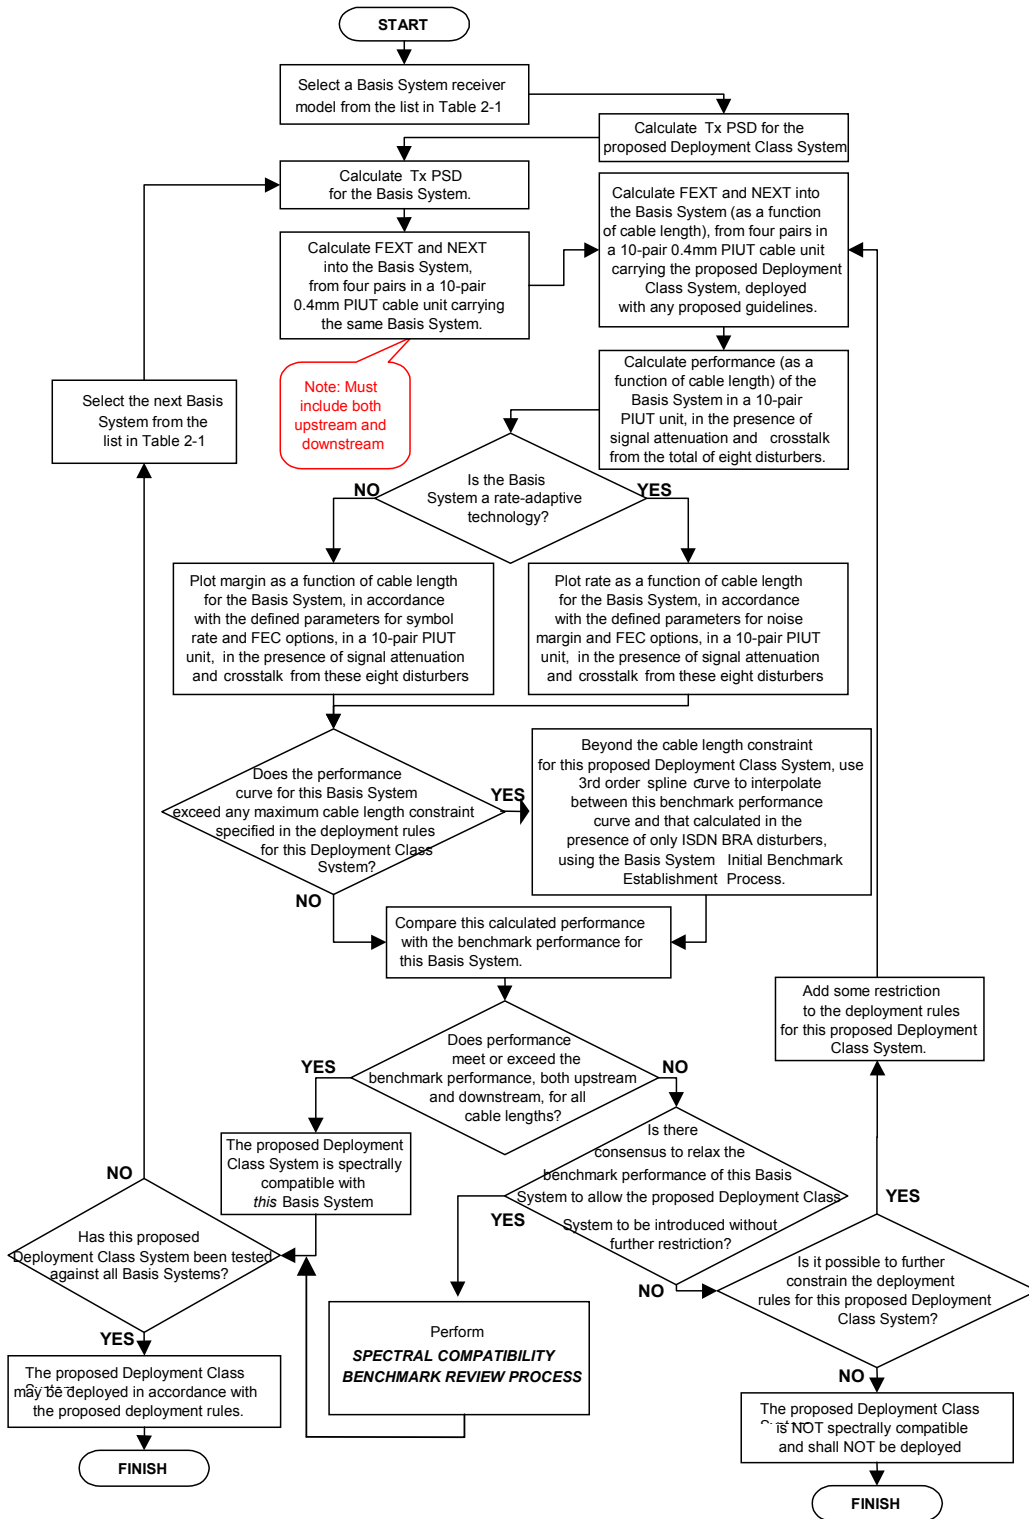 START
Select a Basis System receiver
model from the list in Table 2-1
Calculate Tx PSD for the
proposed Deployment Class System
Calculate Tx PSD
for the Basis System.
Calculate FEXT and NEXT into
the Basis System (as a function
of cable length), from four pairs in
a 10-pair 0.4mm PIUT cable unit
carrying the proposed Deployment
Class System, deployed
with any proposed guidelines.
Calculate FEXT and NEXT
into the Basis System,
from four pairs in a 10-pair
0.4mm PIUT cable unit carrying
the same Basis System.
Note: Must
include both
upstream and
downstream
Calculate performance (as a
function of cable length) of the
Basis System in a 10-pair
PIUT unit, in the presence of
signal attenuation and crosstalk
from the total of eight disturbers.
Select the next Basis
System from the
list in Table 2-1
Is the Basis
System a rate-adaptive
technology?
NO
YES
Plot margin as a function of cable length
for the Basis System, in accordance
with the defined parameters for symbol
rate and FEC options, in a 10-pair PIUT
unit, in the presence of signal attenuation
and crosstalk from these eight disturbers
Plot rate as a function of cable length
for the Basis System, in accordance
with the defined parameters for noise
margin and FEC options, in a 10-pair PIUT
unit, in the presence of signal attenuation
and crosstalk from these eight disturbers
Does the performance
curve for this Basis System
exceed any maximum cable length constraint
specified in the deployment rules
for this Deployment Class
System?
YES
NO
Beyond the cable length constraint
for this proposed Deployment Class System, use
3rd order spline curve to interpolate
between this benchmark performance
curve and that calculated in the
presence of only ISDN BRA disturbers,
using the Basis System Initial Benchmark
Establishment Process.
Compare this calculated performance
with the benchmark performance for
this Basis System.
Add some restriction
to the deployment rules
for this proposed Deployment
Class System.
Does performance
meet or exceed the
benchmark performance, both upstream
and downstream, for all
cable lengths?
YES
NO
The proposed Deployment
Class System is spectrally
compatible with
this Basis System
Is there
consensus to relax the
benchmark performance of this Basis
System to allow the proposed Deployment Class
System to be introduced without
further restriction?
YES
NO
Has this proposed
Deployment Class System been tested
against all Basis Systems?
NO
YES
Is it possible to further
constrain the deployment
rules for this proposed Deployment
Class System?
YES
NO
Perform
SPECTRAL COMPATIBILITY
BENCHMARK REVIEW PROCESS
The proposed Deployment Class
may be deployed in accordance with
the proposed deployment rules.
The proposed Deployment Class
is NOT spectrally compatible
and shall NOT be deployed
FINISH
FINISH